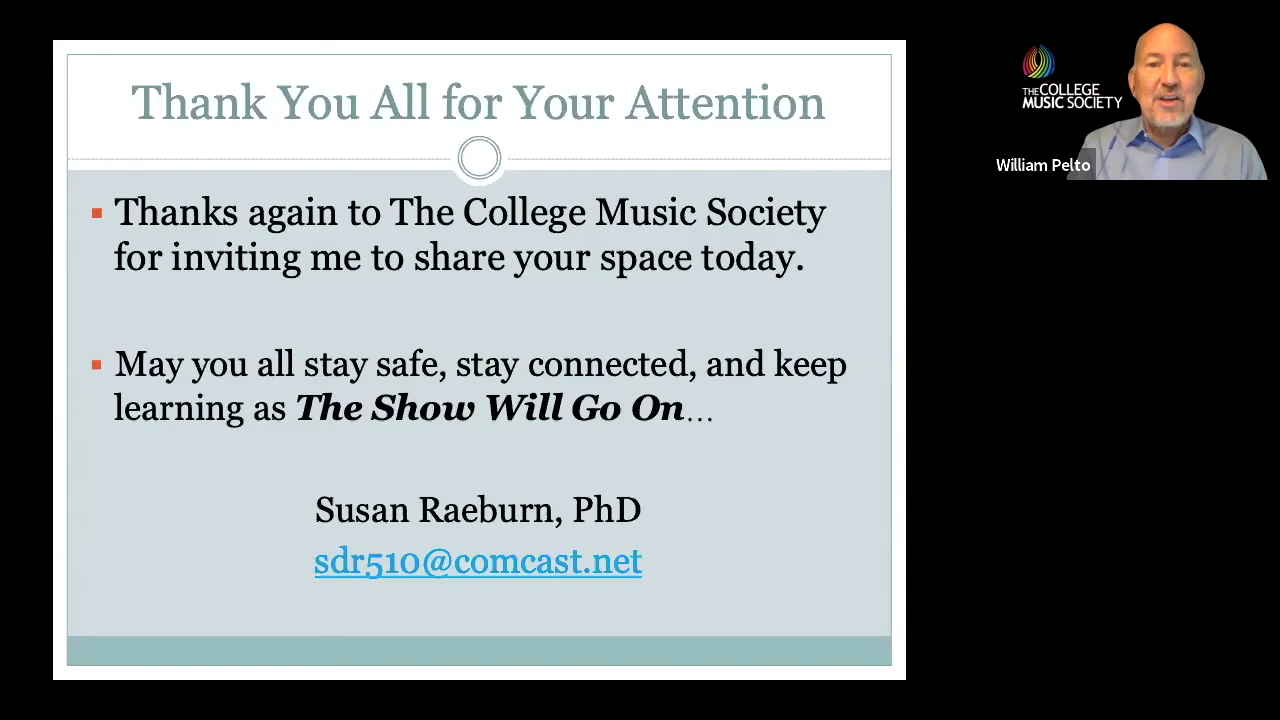 Thank You All for Your Attention
Thanks again to The College Music Society
for inviting me to share your space today.
May you all stay safe, stay connected, and keep
learning as The Show Will Go On...
Susan Raeburn, PhD
sdr510@comcast.net
THE COLLEGE
MUSIC SOCIETY
William Pelto